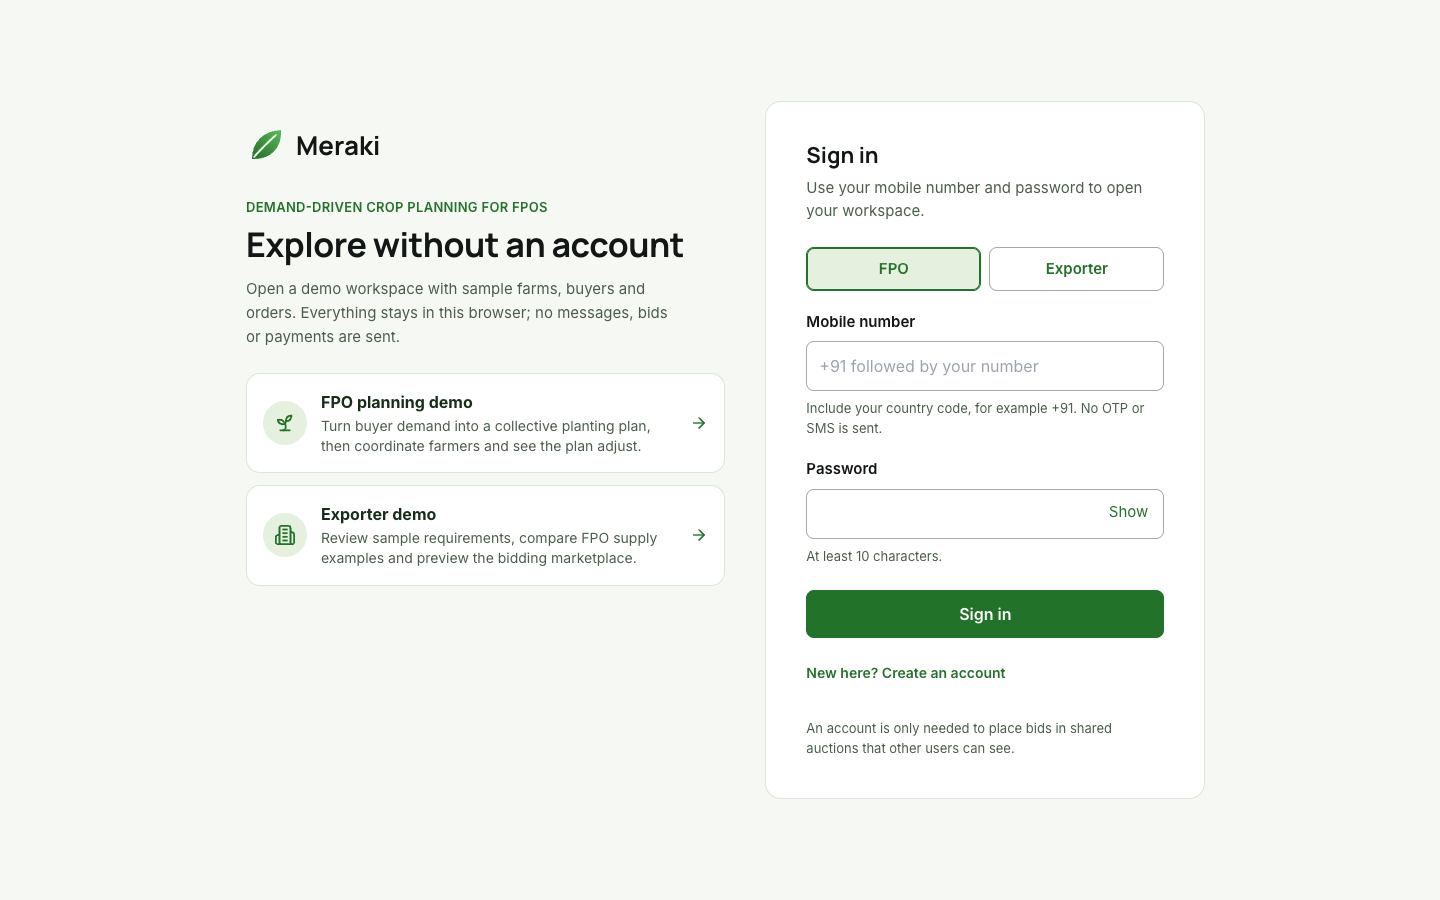 Meraki
DEMAND-DRIVEN CROP PLANNING FOR FPOS
Explore without an account
Open a demo workspace with sample farms, buyers and
orders. Everything stays in this browser; no messages, bids
or payments are sent.
FPO planning demo
Turn buyer demand into a collective planting plan,
then coordinate farmers and see the plan adjust.
Exporter demo
Review sample requirements, compare FPO supply
examples and preview the bidding marketplace.
Sign in
Use your mobile number and password to open
your workspace.
FPO
Exporter
Mobile number
+91 followed by your number
Include your country code, for example +91. No OTP or
SMS is sent.
Password
Show
At least 10 characters.
Sign in
New here? Create an account
An account is only needed to place bids in shared
auctions that other users can see.